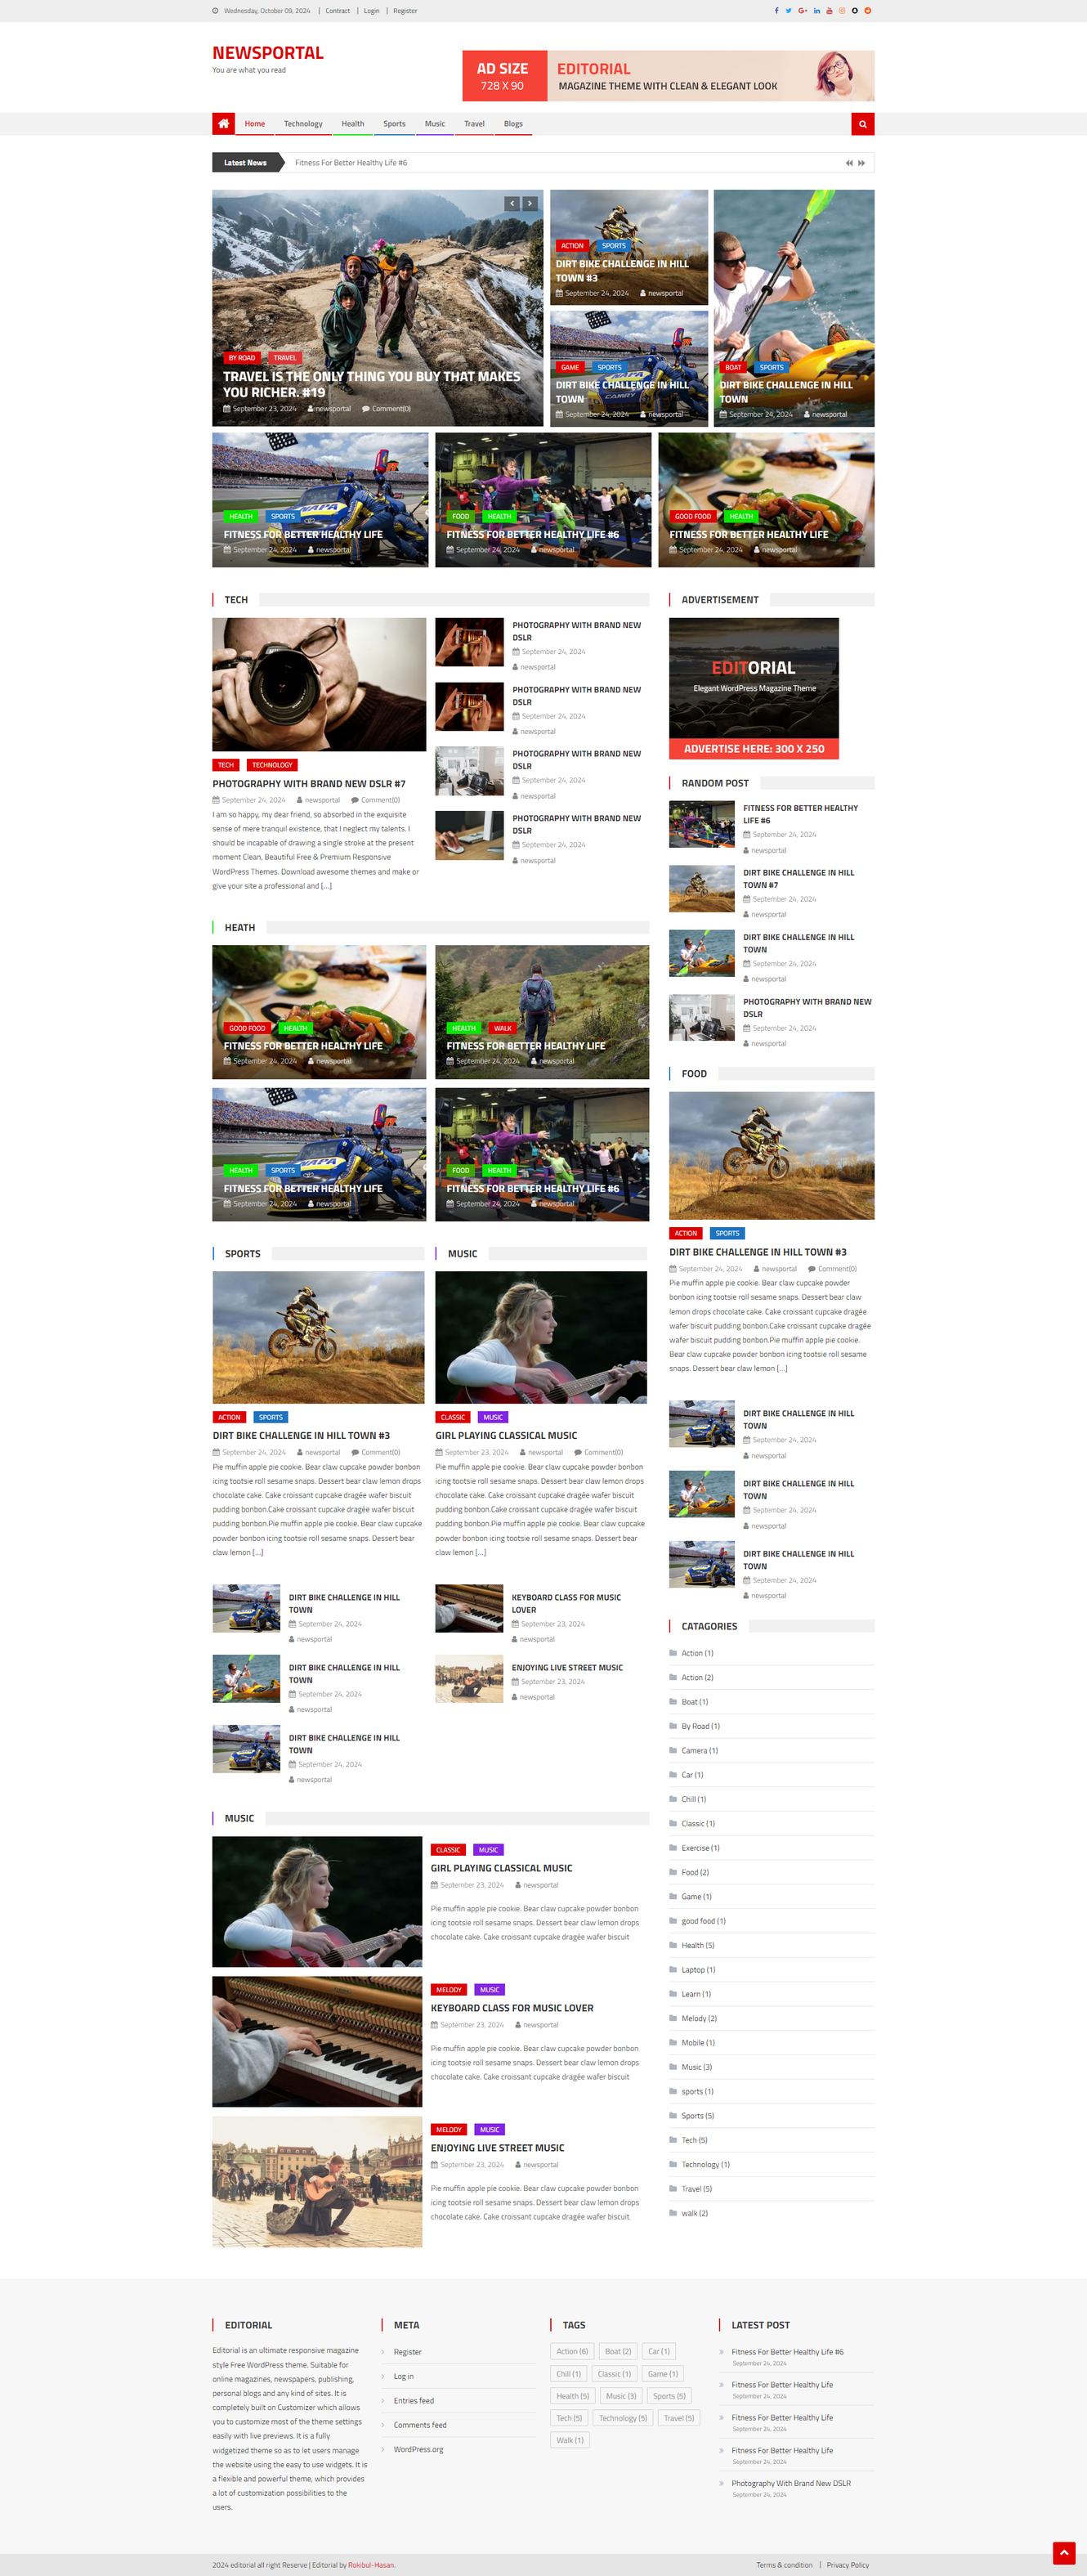 Wednesday, October 09, 2024 | Contract | Login | Register
NEWSPORTAL
You are what you read
AD SIZE
728 X 90
EDITORIAL
MAGAZINE THEME WITH CLEAN & ELEGANT LOOK
Home Technology Health Sports Music Travel Blogs
Latest News Fitness For Better Healthy Life #6
BY ROAD TRAVEL
TRAVEL IS THE ONLY THING YOU BUY THAT MAKES
YOU RICHER. #19
September 23, 2024 newsportal Comment(0)
ACTION SPORTS
DIRT BIKE CHALLENGE IN HILL
TOWN #3
September 24, 2024 newsportal
GAME SPORTS
DIRT BIKE CHALLENGE IN HILL
TOWN
September 24, 2024 newsportal
BOAT SPORTS
DIRT BIKE CHALLENGE IN HILL
TOWN
September 24, 2024 newsportal
HEALTH SPORTS
FITNESS FOR BETTER HEALTHY LIFE
September 24, 2024 newsportal
FOOD HEALTH
FITNESS FOR BETTER HEALTHY LIFE #6
September 24, 2024 newsportal
GOOD FOOD HEALTH
FITNESS FOR BETTER HEALTHY LIFE
September 24, 2024 newsportal
TECH
TECH TECHNOLOGY
PHOTOGRAPHY WITH BRAND NEW DSLR #7
September 24, 2024 newsportal Comment(0)
I am so happy, my dear friend, so absorbed in the exquisite
sense of mere tranquil existence, that I neglect my talents. I
should be incapable of drawing a single stroke at the present
moment Clean, Beautiful Free & Premium Responsive
WordPress Themes. Download awesome themes and make or
give your site a professional and [...]
PHOTOGRAPHY WITH BRAND NEW
DSLR
September 24, 2024
newsportal
PHOTOGRAPHY WITH BRAND NEW
DSLR
September 24, 2024
newsportal
PHOTOGRAPHY WITH BRAND NEW
DSLR
September 24, 2024
newsportal
PHOTOGRAPHY WITH BRAND NEW
DSLR
September 24, 2024
newsportal
HEATH
GOOD FOOD HEALTH
FITNESS FOR BETTER HEALTHY LIFE
September 24, 2024 newsportal
HEALTH WALK
FITNESS FOR BETTER HEALTHY LIFE
September 24, 2024 newsportal
HEALTH SPORTS
FITNESS FOR BETTER HEALTHY LIFE
September 24, 2024 newsportal
FOOD HEALTH
FITNESS FOR BETTER HEALTHY LIFE #6
September 24, 2024 newsportal
SPORTS
ACTION SPORTS
DIRT BIKE CHALLENGE IN HILL TOWN #3
September 24, 2024 newsportal Comment(0)
Pie muffin apple pie cookie. Bear claw cupcake powder bonbon
icing tootsie roll sesame snaps. Dessert bear claw lemon drops
chocolate cake. Cake croissant cupcake dragée wafer biscuit
pudding bonbon.Cake croissant cupcake dragée wafer biscuit
pudding bonbon.Pie muffin apple pie cookie. Bear claw cupcake
powder bonbon icing tootsie roll sesame snaps. Dessert bear
claw lemon [...]
DIRT BIKE CHALLENGE IN HILL
TOWN
September 24, 2024
newsportal
DIRT BIKE CHALLENGE IN HILL
TOWN
September 24, 2024
newsportal
DIRT BIKE CHALLENGE IN HILL
TOWN
September 24, 2024
newsportal
MUSIC
CLASSIC MUSIC
GIRL PLAYING CLASSICAL MUSIC
September 23, 2024 newsportal Comment(0)
Pie muffin apple pie cookie. Bear claw cupcake powder bonbon
icing tootsie roll sesame snaps. Dessert bear claw lemon drops
chocolate cake. Cake croissant cupcake dragée wafer biscuit
pudding bonbon.Cake croissant cupcake dragée wafer biscuit
pudding bonbon.Pie muffin apple pie cookie. Bear claw cupcake
powder bonbon icing tootsie roll sesame snaps. Dessert bear
claw lemon [...]
KEYBOARD CLASS FOR MUSIC
LOVER
September 23, 2024
newsportal
ENJOYING LIVE STREET MUSIC
September 23, 2024
newsportal
MUSIC
CLASSIC MUSIC
GIRL PLAYING CLASSICAL MUSIC
September 23, 2024 newsportal
Pie muffin apple pie cookie. Bear claw cupcake powder bonbon
icing tootsie roll sesame snaps. Dessert bear claw lemon drops
chocolate cake. Cake croissant cupcake dragée wafer biscuit
MELODY MUSIC
KEYBOARD CLASS FOR MUSIC LOVER
September 23, 2024 newsportal
Pie muffin apple pie cookie. Bear claw cupcake powder bonbon
icing tootsie roll sesame snaps. Dessert bear claw lemon drops
chocolate cake. Cake croissant cupcake dragée wafer biscuit
MELODY MUSIC
ENJOYING LIVE STREET MUSIC
September 23, 2024 newsportal
Pie muffin apple pie cookie. Bear claw cupcake powder bonbon
icing tootsie roll sesame snaps. Dessert bear claw lemon drops
chocolate cake. Cake croissant cupcake dragée wafer biscuit
ADVERTISEMENT
EDITORIAL
Elegant WordPress Magazine Theme
ADVERTISE HERE: 300 X 250
RANDOM POST
FITNESS FOR BETTER HEALTHY
LIFE #6
September 24, 2024
newsportal
DIRT BIKE CHALLENGE IN HILL
TOWN #7
September 24, 2024
newsportal
DIRT BIKE CHALLENGE IN HILL
TOWN
September 24, 2024
newsportal
PHOTOGRAPHY WITH BRAND NEW
DSLR
September 24, 2024
newsportal
FOOD
ACTION SPORTS
DIRT BIKE CHALLENGE IN HILL TOWN #3
September 24, 2024 newsportal Comment(0)
Pie muffin apple pie cookie. Bear claw cupcake powder
bonbon icing tootsie roll sesame snaps. Dessert bear claw
lemon drops chocolate cake. Cake croissant cupcake dragée
wafer biscuit pudding bonbon.Cake croissant cupcake dragée
wafer biscuit pudding bonbon.Pie muffin apple pie cookie.
Bear claw cupcake powder bonbon icing tootsie roll sesame
snaps. Dessert bear claw lemon [...]
DIRT BIKE CHALLENGE IN HILL
TOWN
September 24, 2024
newsportal
DIRT BIKE CHALLENGE IN HILL
TOWN
September 24, 2024
newsportal
DIRT BIKE CHALLENGE IN HILL
TOWN
September 24, 2024
newsportal
CATAGORIES
Action (1)
Action (2)
Boat (1)
By Road (1)
Camera (1)
Car (1)
Chill (1)
Classic (1)
Exercise (1)
Food (2)
Game (1)
good food (1)
Health (5)
Laptop (1)
Learn (1)
Melody (2)
Mobile (1)
Music (3)
sports (1)
Sports (5)
Tech (5)
Technology (1)
Travel (5)
walk (2)
EDITORIAL
Editorial is an ultimate responsive magazine
style Free WordPress theme. Suitable for
online magazines, newspapers, publishing,
personal blogs and any kind of sites. It is
completely built on Customizer which allows
you to customize most of the theme settings
easily with live previews. It is a fully
widgetized theme so as to let users manage
the website using the easy to use widgets. It is
a flexible and powerful theme, which provides
a lot of customization possibilities to the
users.
META
Register
Log in
Entries feed
Comments feed
WordPress.org
TAGS
Action (6) Boat (2) Car (1)
Chill (1) Classic (1) Game (1)
Health (5) Music (3) Sports (5)
Tech (5) Technology (5) Travel (5)
Walk (1)
LATEST POST
Fitness For Better Healthy Life #6
September 24, 2024
Fitness For Better Healthy Life
September 24, 2024
Fitness For Better Healthy Life
September 24, 2024
Fitness For Better Healthy Life
September 24, 2024
Photography With Brand New DSLR
September 24, 2024
2024 editorial all right Reserve | Editorial by Rokibul-Hasan.
Terms & condition | Privacy Policy